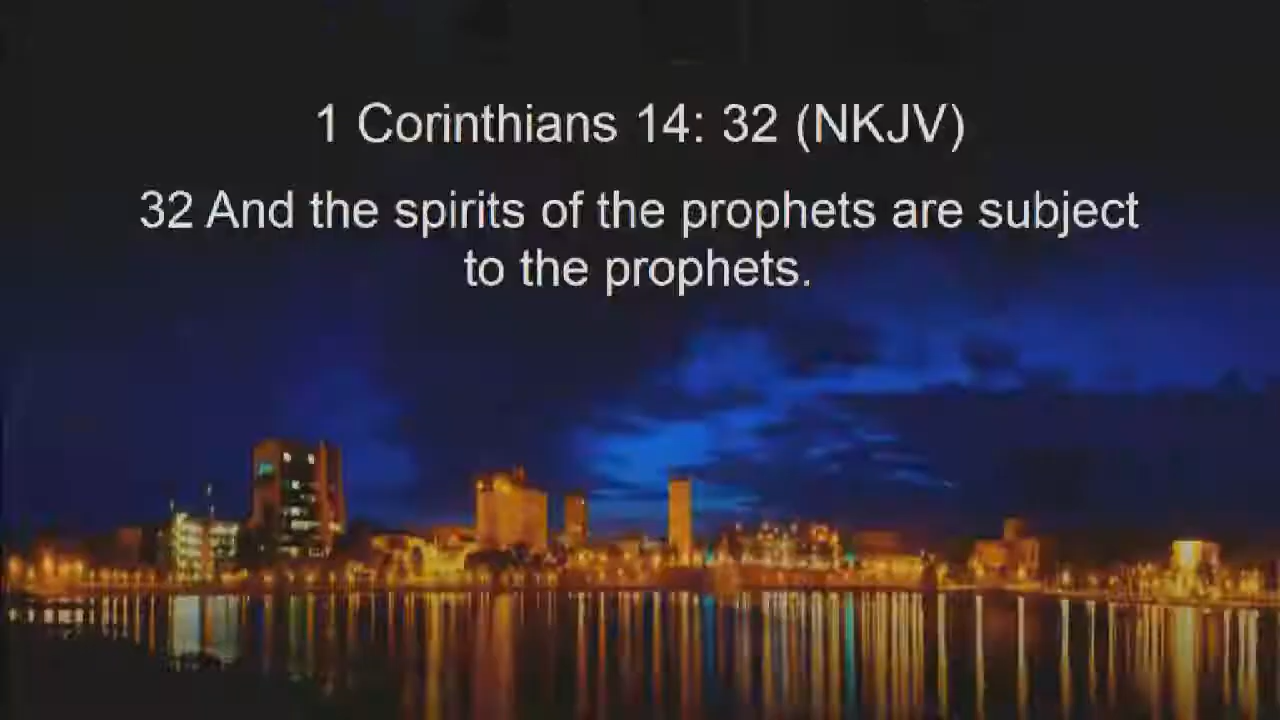 1 Corinthians 14: 32 (NKJV)
32 And the spirits of the prophets are subject
to the prophets.